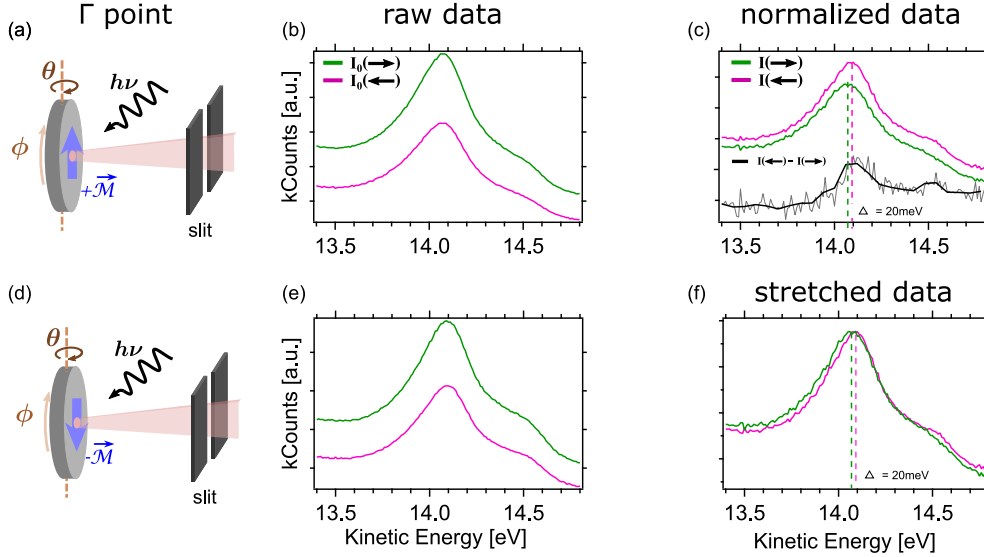 Γ point
raw data
normalized data
(a)
θ
hν
ϕ
+M
slit
(b)
I₀(→)
I₀(←)
kCounts [a.u.]
13.5 14.0 14.5
(c)
I(→)
I(←)
I(←) - I(→)
△ = 20meV
13.5 14.0 14.5
stretched data
(d)
θ
hν
ϕ
-M
slit
(e)
kCounts [a.u.]
13.5 14.0 14.5
Kinetic Energy [eV]
(f)
△ = 20meV
13.5 14.0 14.5
Kinetic Energy [eV]